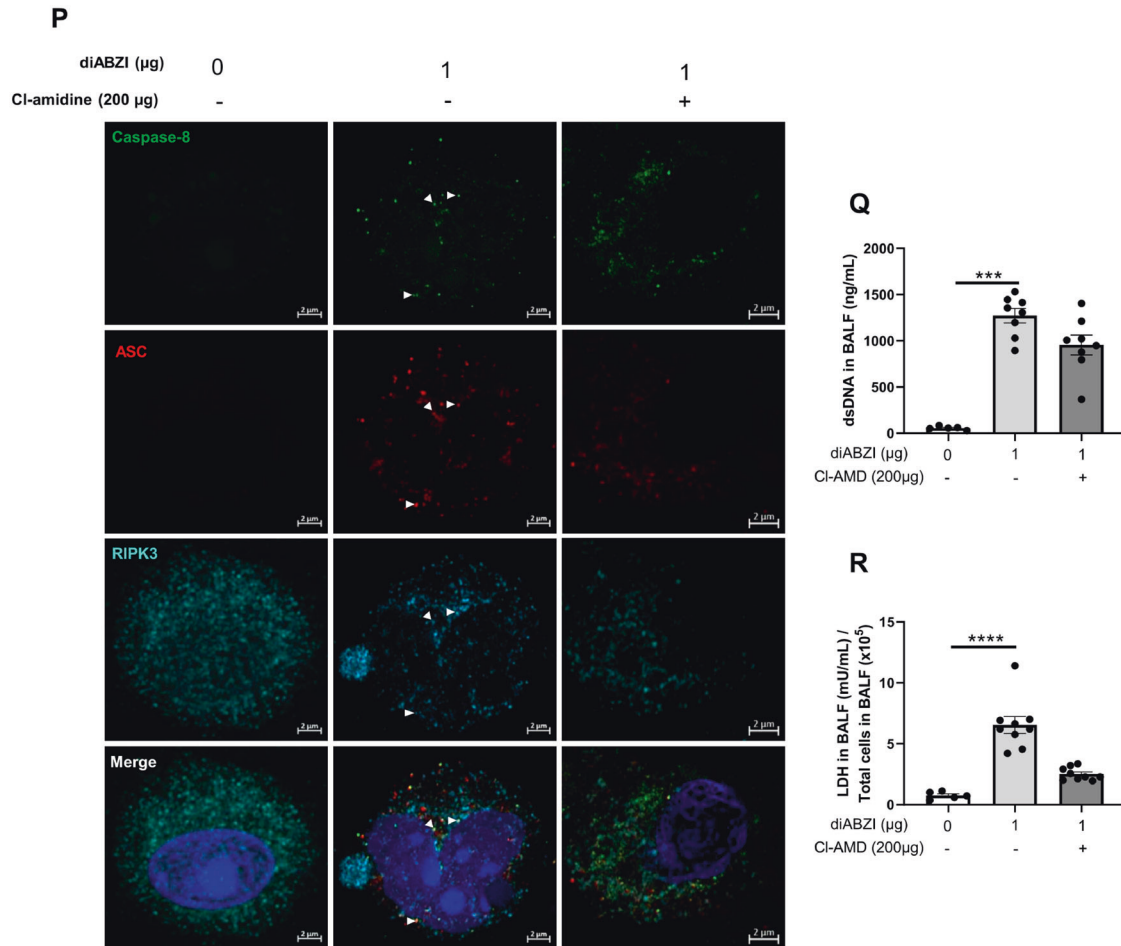 P
diABZI (µg) 0 1 1
Cl-amidine (200 µg) - - +
Caspase-8
2 µm 2 µm 2 µm
ASC
2 µm 2 µm 2 µm
RIPK3
2 µm 2 µm 2 µm
Merge
2 µm 2 µm 2 µm
Q
dsDNA in BALF (ng/mL)
2000
1500
1000
500
0
***
diABZI (µg) 0 1 1
Cl-AMD (200µg) - - +
R
LDH in BALF (mU/mL) /
Total cells in BALF (x10⁵)
15
10
5
0
****
diABZI (µg) 0 1 1
Cl-AMD (200µg) - - +